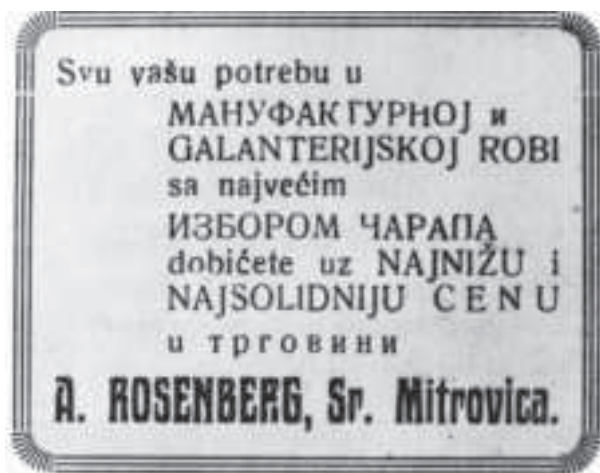 Svu vašu potrebu u
МАНУФАКТУРНОЈ и
GALANTERIJSKOJ ROBI
sa najvećim
ИЗБОРОМ ЧАРАПА
dobićete uz NAJNIŽU i
NAJSOLIDNIJU CENU
u трговини
A. ROSENBERG, Sr. Mitrovica.